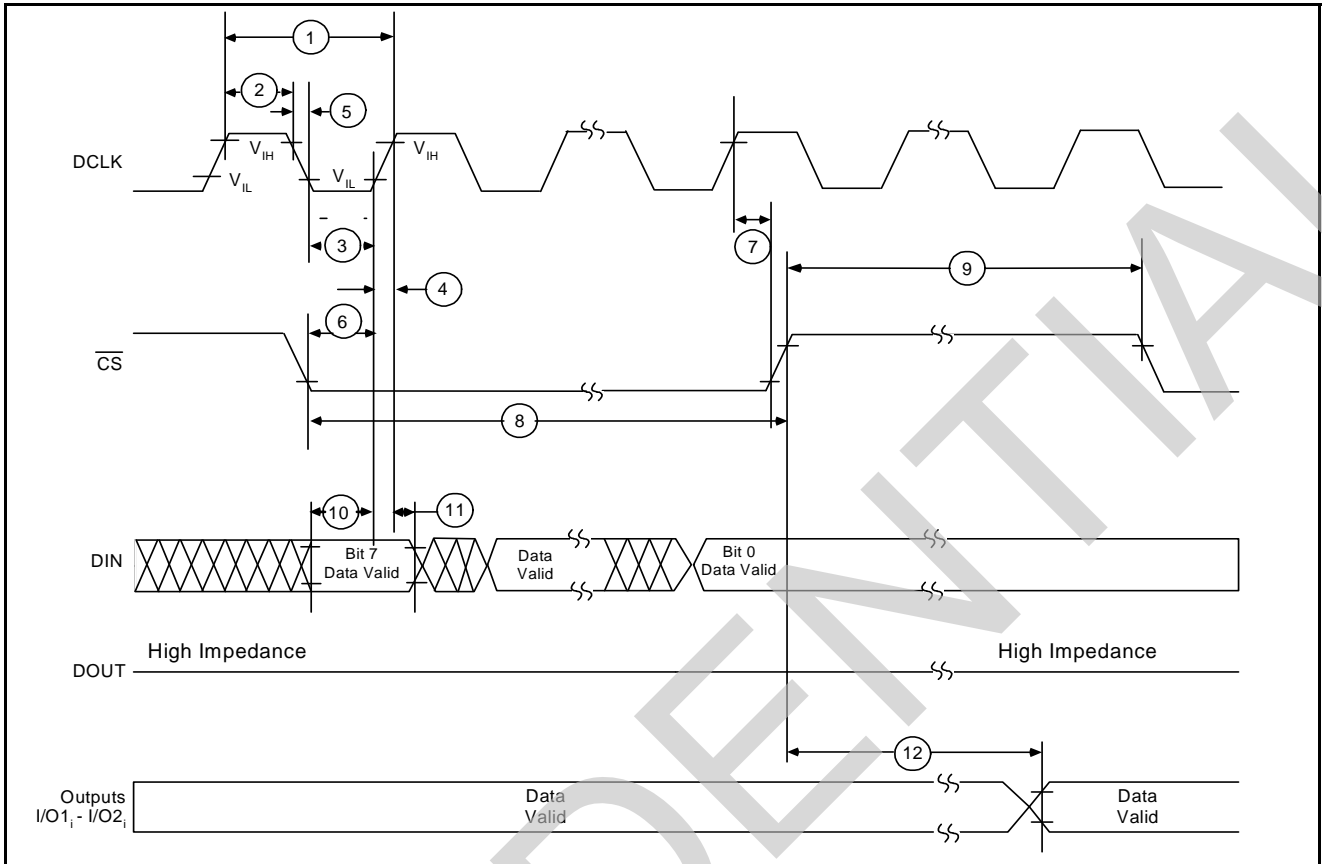 1
2
5
DCLK
V_IH
V_IL
V_IL
V_IH
3
7
4
9
6
CS
8
10
11
DIN
Bit 7
Data Valid
Data
Valid
Bit 0
Data Valid
High Impedance
High Impedance
DOUT
12
Outputs
I/O1_i - I/O2_i
Data
Valid
Data
Valid
DENTIAL